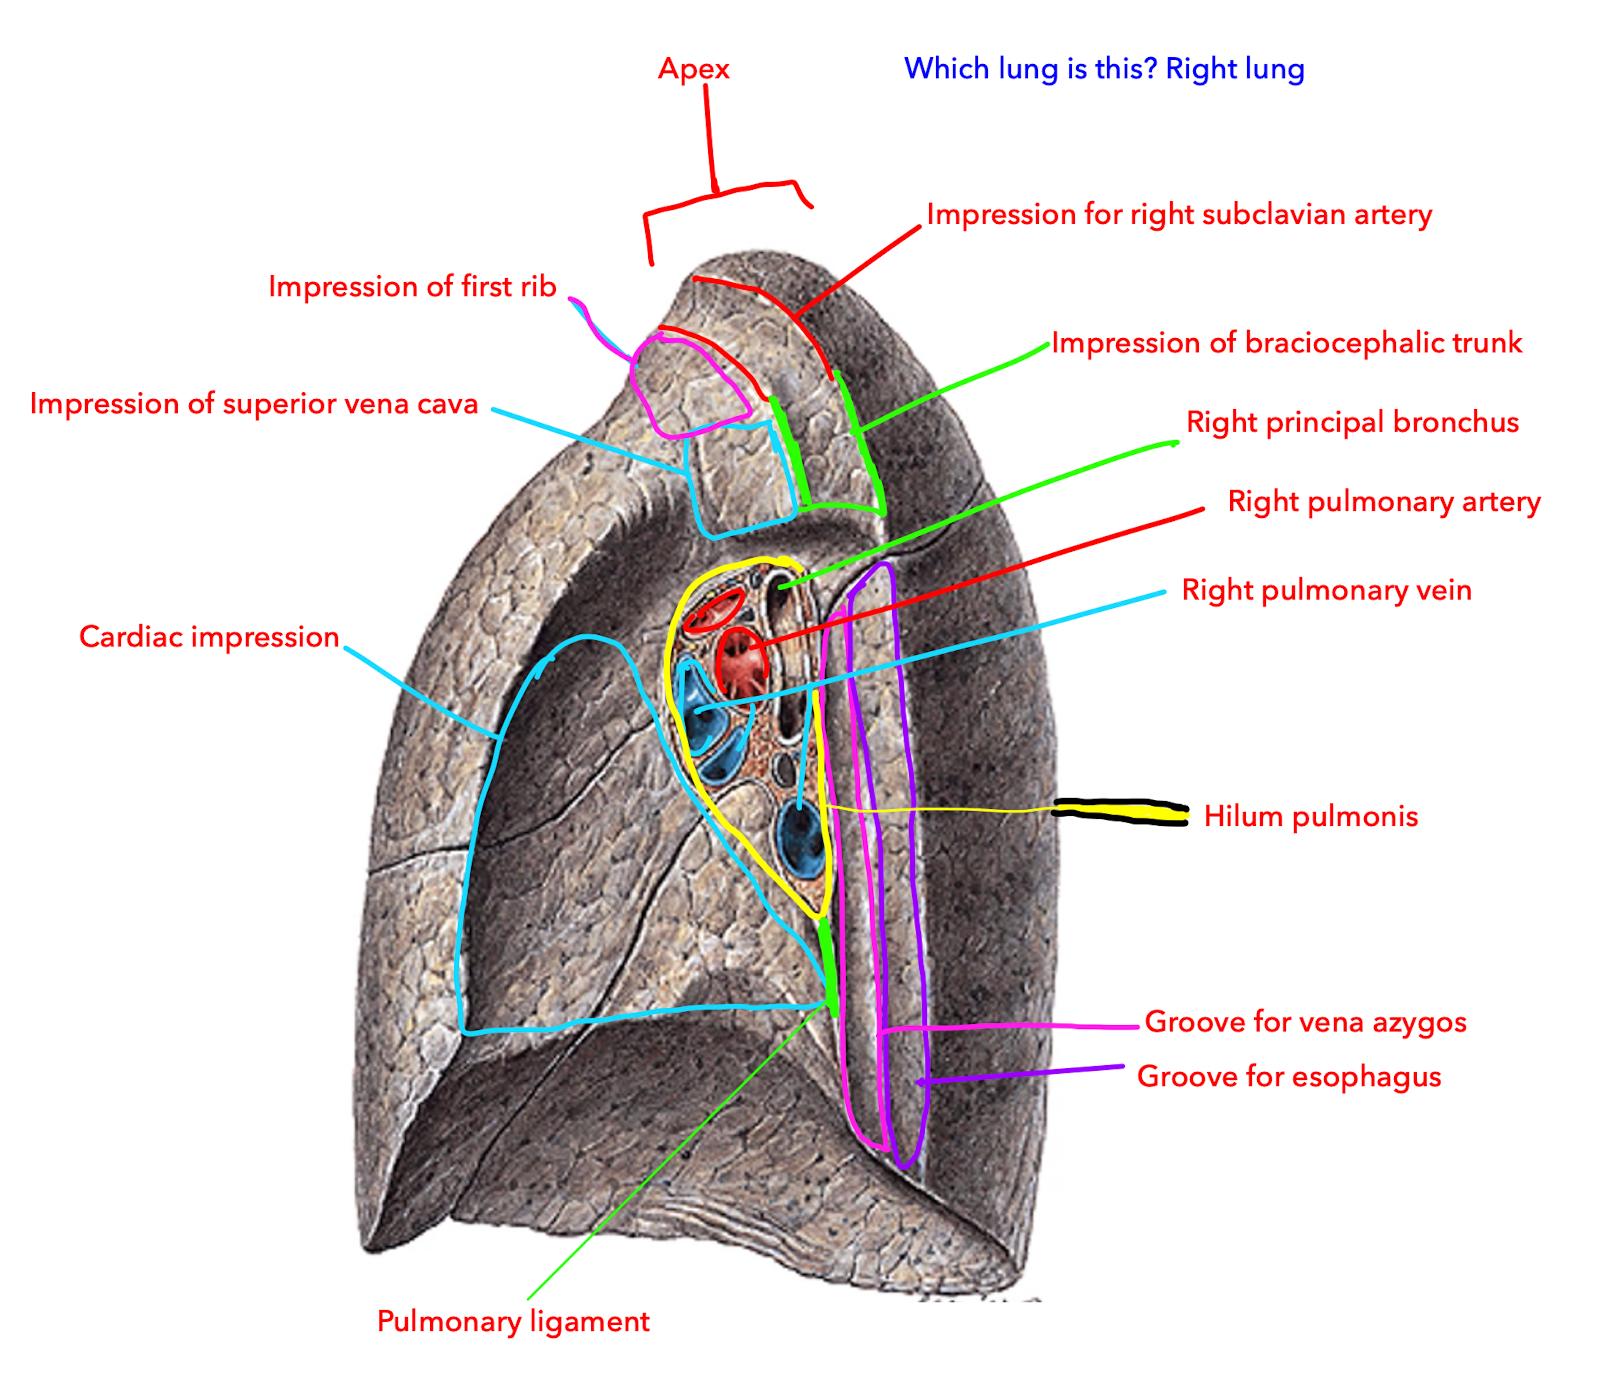 Apex
Which lung is this? Right lung
Impression for right subclavian artery
Impression of first rib
Impression of braciocephalic trunk
Impression of superior vena cava
Right principal bronchus
Right pulmonary artery
Right pulmonary vein
Cardiac impression
Hilum pulmonis
Groove for vena azygos
Groove for esophagus
Pulmonary ligament